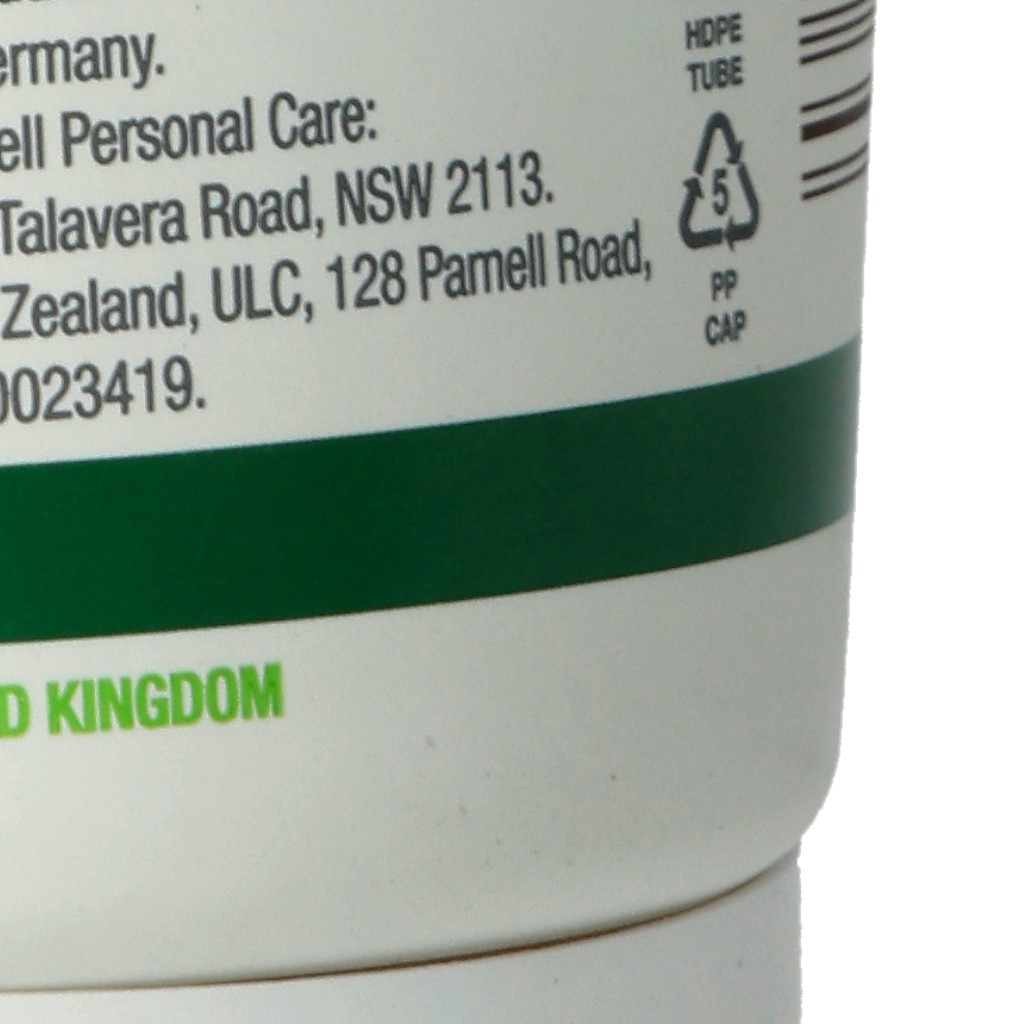 ermany.
ell Personal Care:
Talavera Road, NSW 2113.
Zealand, ULC, 128 Parnell Road,
0023419.
HDPE
TUBE
5
PP
CAP
D KINGDOM